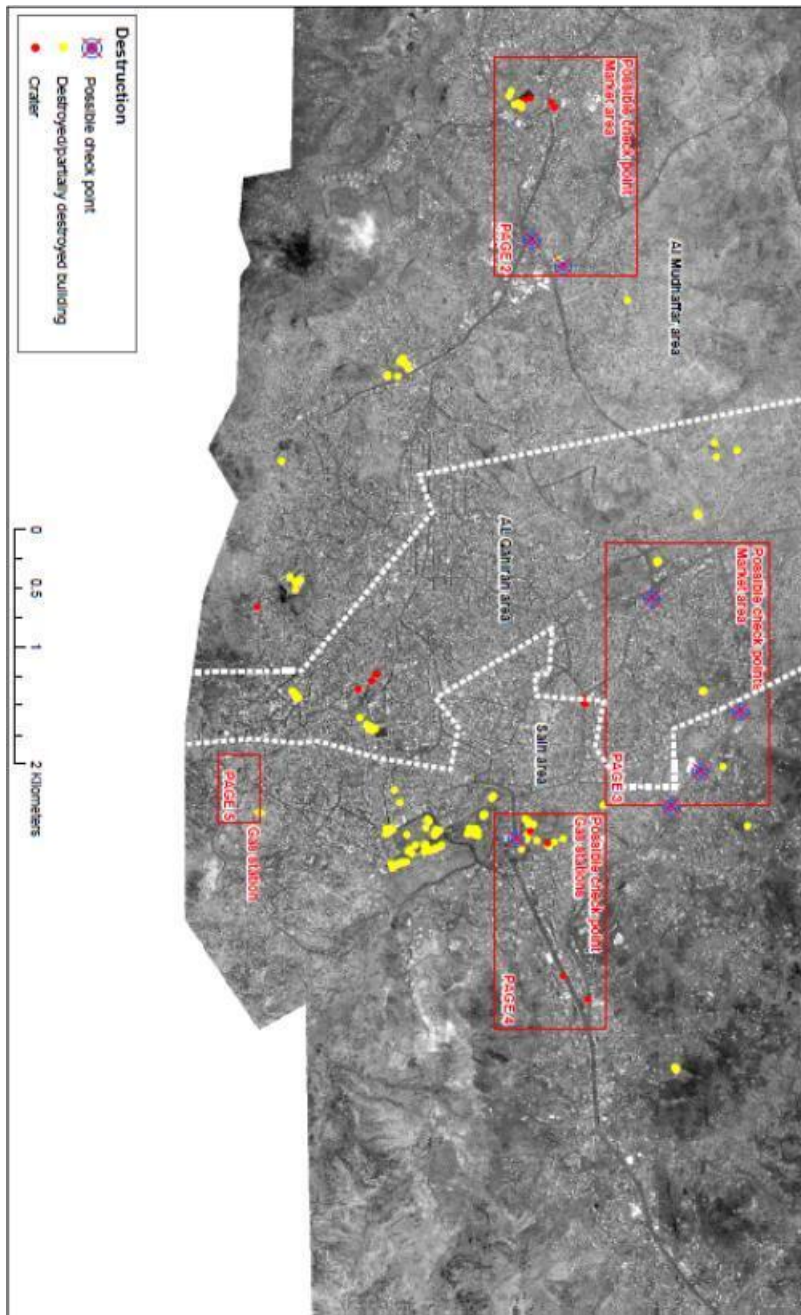 Possible check point
Market area
PAGE 2
Al Mudhaffar area
Possible check points
Market area
PAGE 3
AL Qahirah area
Salh area
Possible check point
Gas stations
PAGE 4
Gas station
PAGE 5
Destruction
Possible check point
Destroyed/partially destroyed building
Crater
0 0.5 1 2 Kilometers